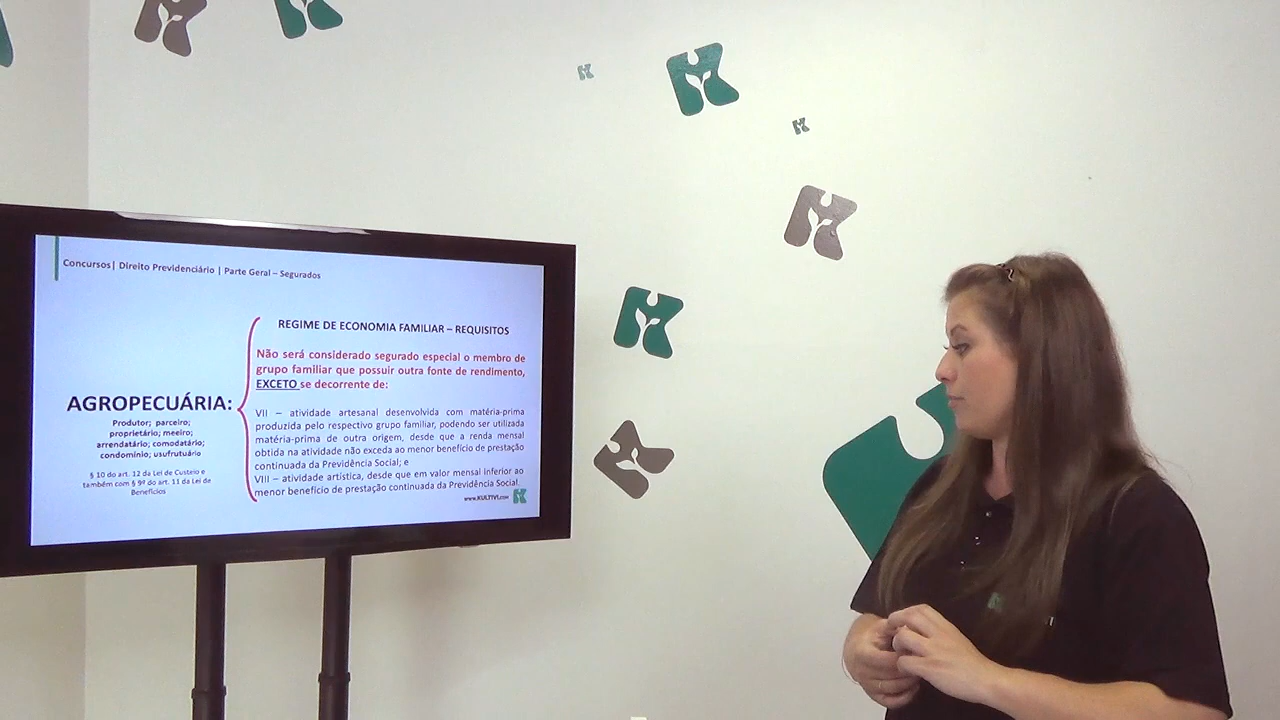 Concursos| Direito Previdenciário | Parte Geral – Segurados
REGIME DE ECONOMIA FAMILIAR – REQUISITOS
Não será considerado segurado especial o membro de
grupo familiar que possuir outra fonte de rendimento,
EXCETO se decorrente de:
AGROPECUÁRIA:
Produtor; parceiro;
proprietário; meeiro;
arrendatário; comodatário;
condomínio; usufrutuário
§ 10 do art. 12 da Lei de Custeio e
também com § 9º do art. 11 da Lei de
Benefícios
VII – atividade artesanal desenvolvida com matéria-prima
produzida pelo respectivo grupo familiar, podendo ser utilizada
matéria-prima de outra origem, desde que a renda mensal
obtida na atividade não exceda ao menor benefício de prestação
continuada da Previdência Social; e
VIII – atividade artística, desde que em valor mensal inferior ao
menor benefício de prestação continuada da Previdência Social.
www.KULTIVI.com